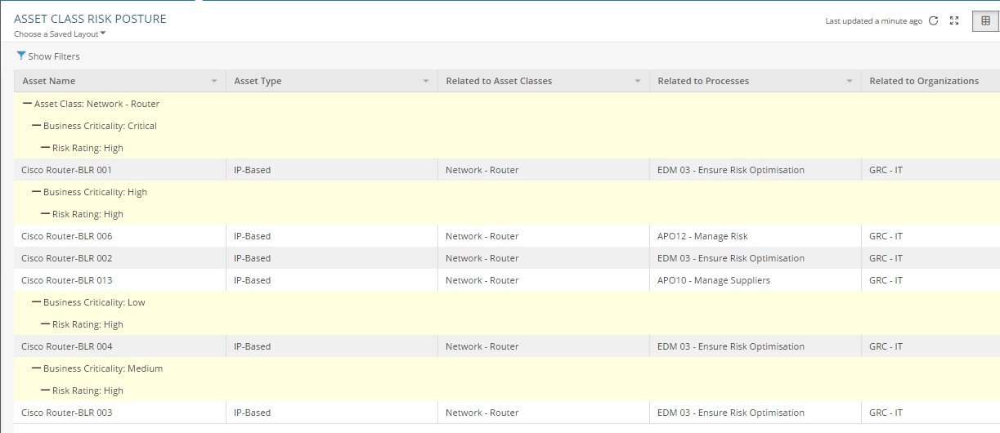 ASSET CLASS RISK POSTURE
Last updated a minute ago
Choose a Saved Layout
Show Filters
Asset Name Asset Type Related to Asset Classes Related to Processes Related to Organizations
Asset Class: Network - Router
Business Criticality: Critical
Risk Rating: High
Cisco Router-BLR 001 IP-Based Network - Router EDM 03 - Ensure Risk Optimisation GRC - IT
Business Criticality: High
Risk Rating: High
Cisco Router-BLR 006 IP-Based Network - Router APO12 - Manage Risk GRC - IT
Cisco Router-BLR 002 IP-Based Network - Router EDM 03 - Ensure Risk Optimisation GRC - IT
Cisco Router-BLR 013 IP-Based Network - Router APO10 - Manage Suppliers GRC - IT
Business Criticality: Low
Risk Rating: High
Cisco Router-BLR 004 IP-Based Network - Router EDM 03 - Ensure Risk Optimisation GRC - IT
Business Criticality: Medium
Risk Rating: High
Cisco Router-BLR 003 IP-Based Network - Router EDM 03 - Ensure Risk Optimisation GRC - IT